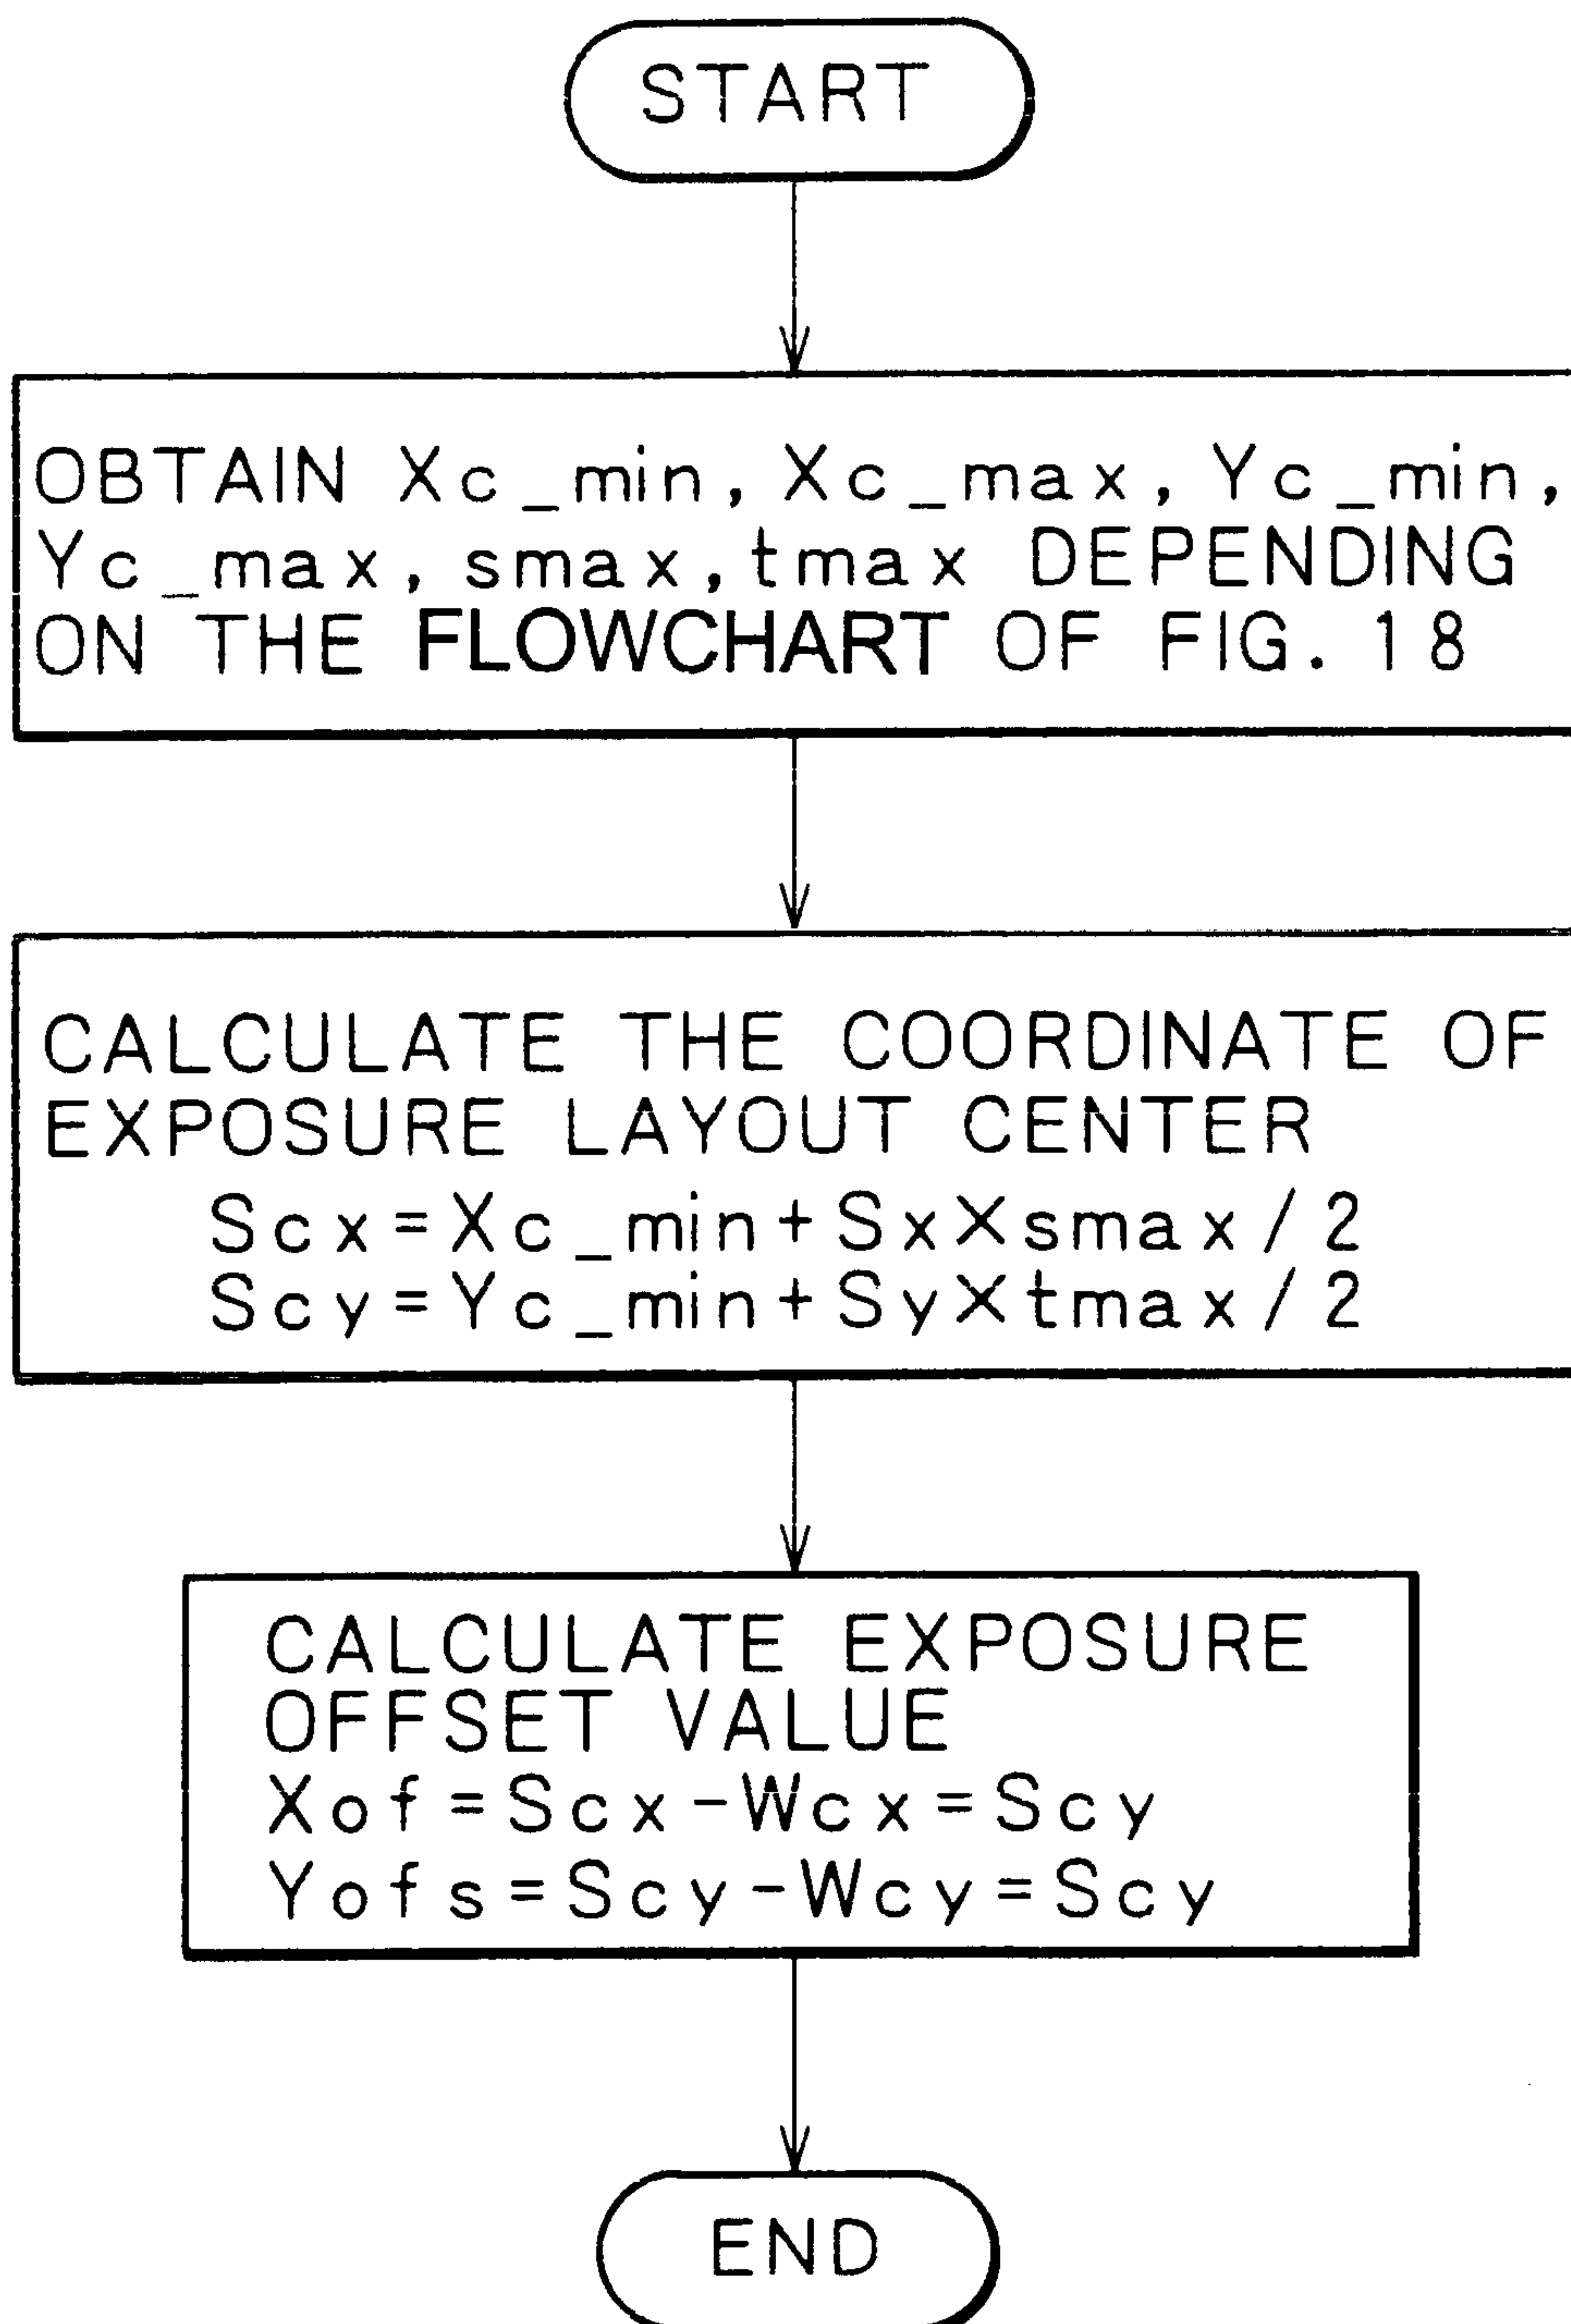 START
OBTAIN Xc_min, Xc_max, Yc_min,
Yc_max, smax, tmax DEPENDING
ON THE FLOWCHART OF FIG. 18
CALCULATE THE COORDINATE OF
EXPOSURE LAYOUT CENTER
Scx=Xc_min+Sx×smax/2
Scy=Yc_min+Sy×tmax/2
CALCULATE EXPOSURE
OFFSET VALUE
Xof=Scx-Wcx=Scy
Yofs=Scy-Wcy=Scy
END